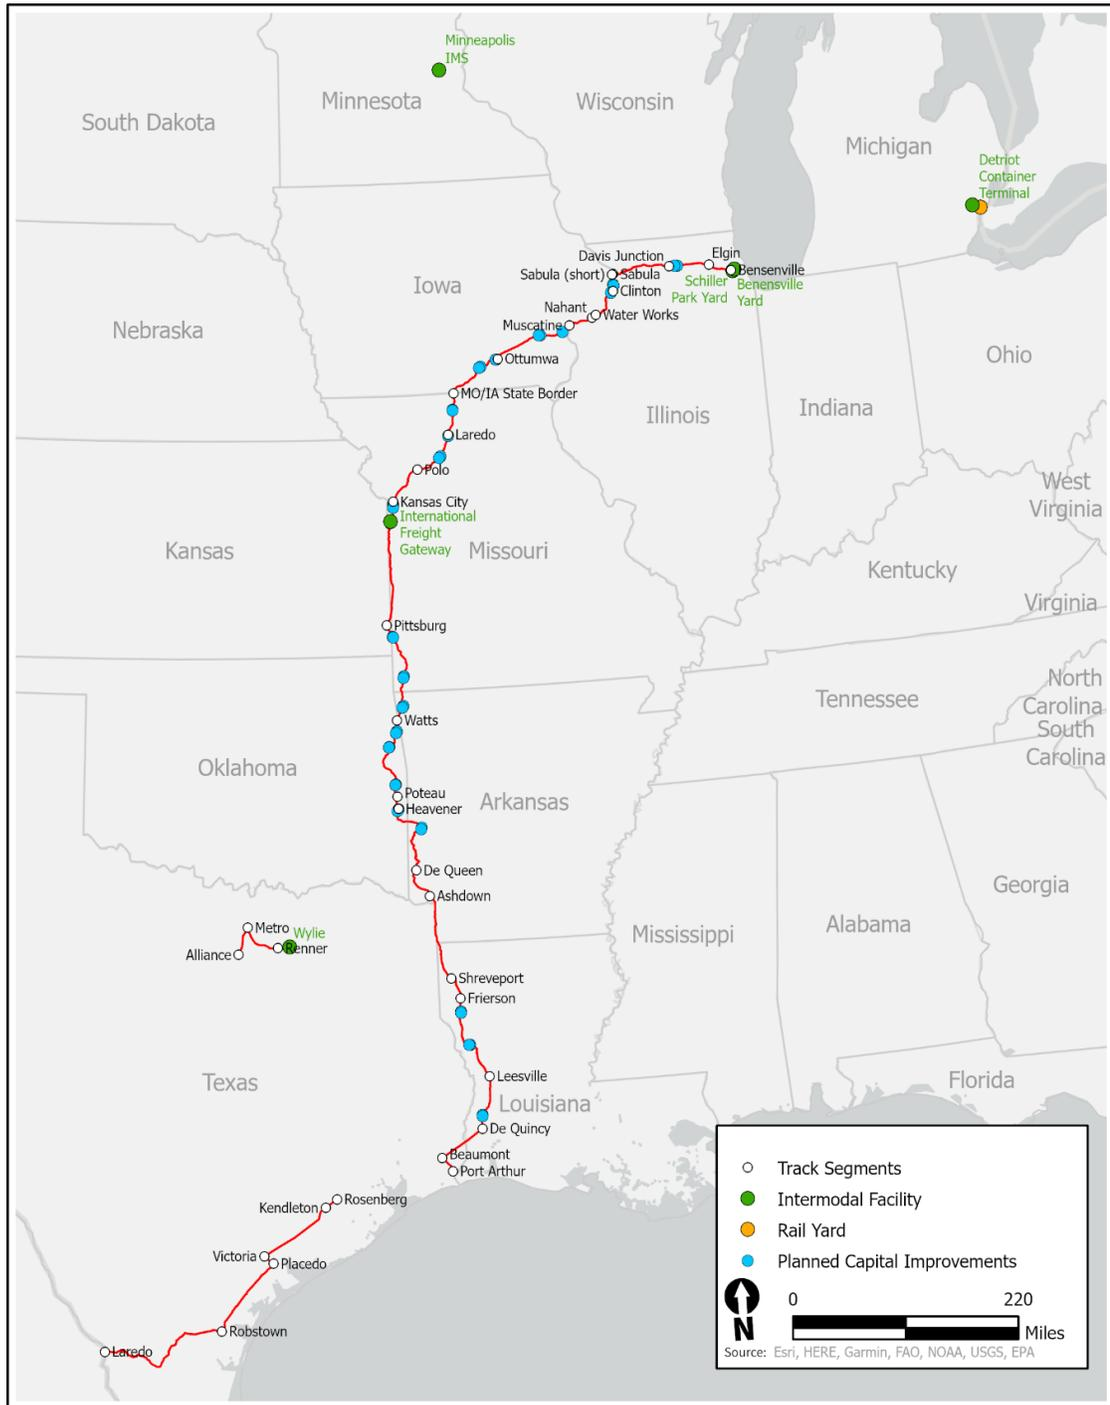 Minneapolis
IMS
Minnesota
Wisconsin
South Dakota
Michigan
Detriot
Container
Terminal
Davis Junction
Elgin
Sabula (short)
Sabula
Bensenville
Schiller
Park Yard
Benensville
Yard
Iowa
Clinton
Nahant
Water Works
Muscatine
Nebraska
Ottumwa
Ohio
MO/IA State Border
Illinois
Indiana
Laredo
Polo
West
Virginia
Kansas City
International
Freight
Gateway
Kansas
Missouri
Kentucky
Virginia
Pittsburg
North
Carolina
Tennessee
South
Carolina
Watts
Oklahoma
Poteau
Heavener
Arkansas
De Queen
Ashdown
Georgia
Alabama
Mississippi
Metro
Wylie
Alliance
Renner
Shreveport
Frierson
Leesville
Texas
Florida
Louisiana
De Quincy
Beaumont
Port Arthur
Rosenberg
Kendleton
Victoria
Placedo
Robstown
Laredo
Track Segments
Intermodal Facility
Rail Yard
Planned Capital Improvements
0 220
N
Miles
Source: Esri, HERE, Garmin, FAO, NOAA, USGS, EPA